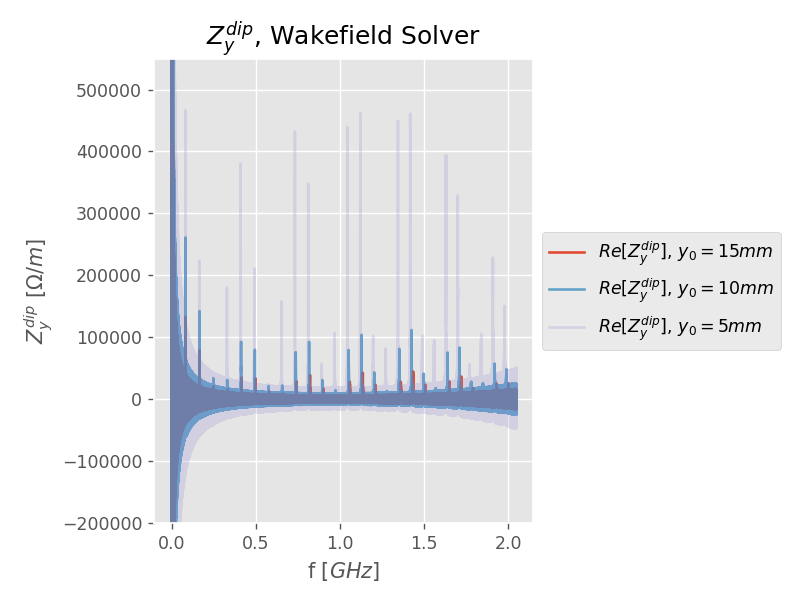 Z_y^{dip}, Wakefield Solver
500000
400000
300000
200000
100000
0
−100000
−200000
Z_y^{dip} [Ω/m]
0.0 0.5 1.0 1.5 2.0
f [GHz]
Re[Z_y^{dip}], y_0 = 15mm
Re[Z_y^{dip}], y_0 = 10mm
Re[Z_y^{dip}], y_0 = 5mm